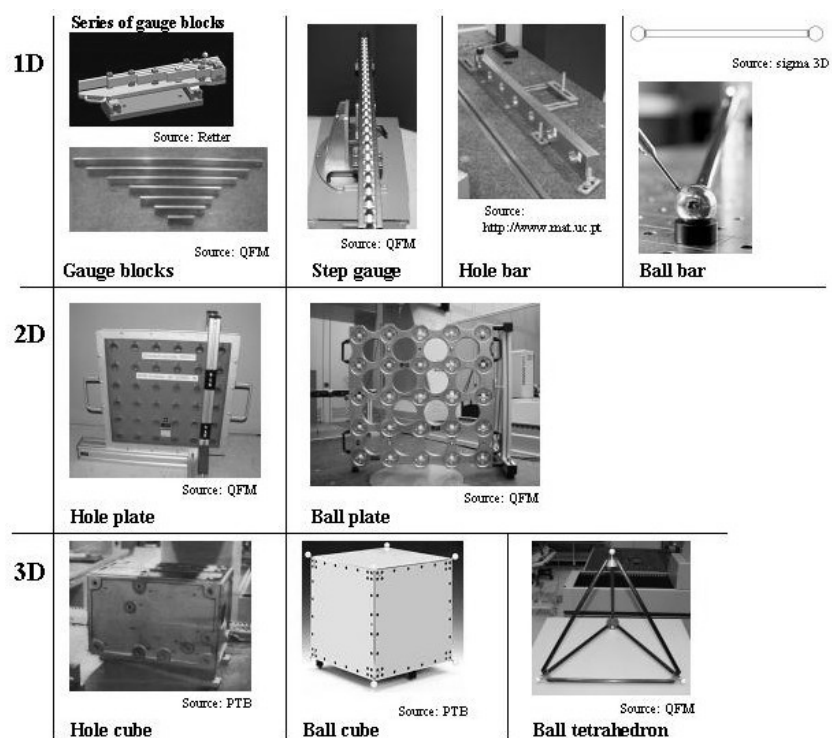 1D
Series of gauge blocks
Source: Retter
Source: QFM
Gauge blocks
Source: QFM
Step gauge
Source:
http://www.mat.uc.pt
Hole bar
Source: sigma 3D
Ball bar
2D
Source: QFM
Hole plate
Source: QFM
Ball plate
3D
Source: PTB
Hole cube
Source: PTB
Ball cube
Source: QFM
Ball tetrahedron